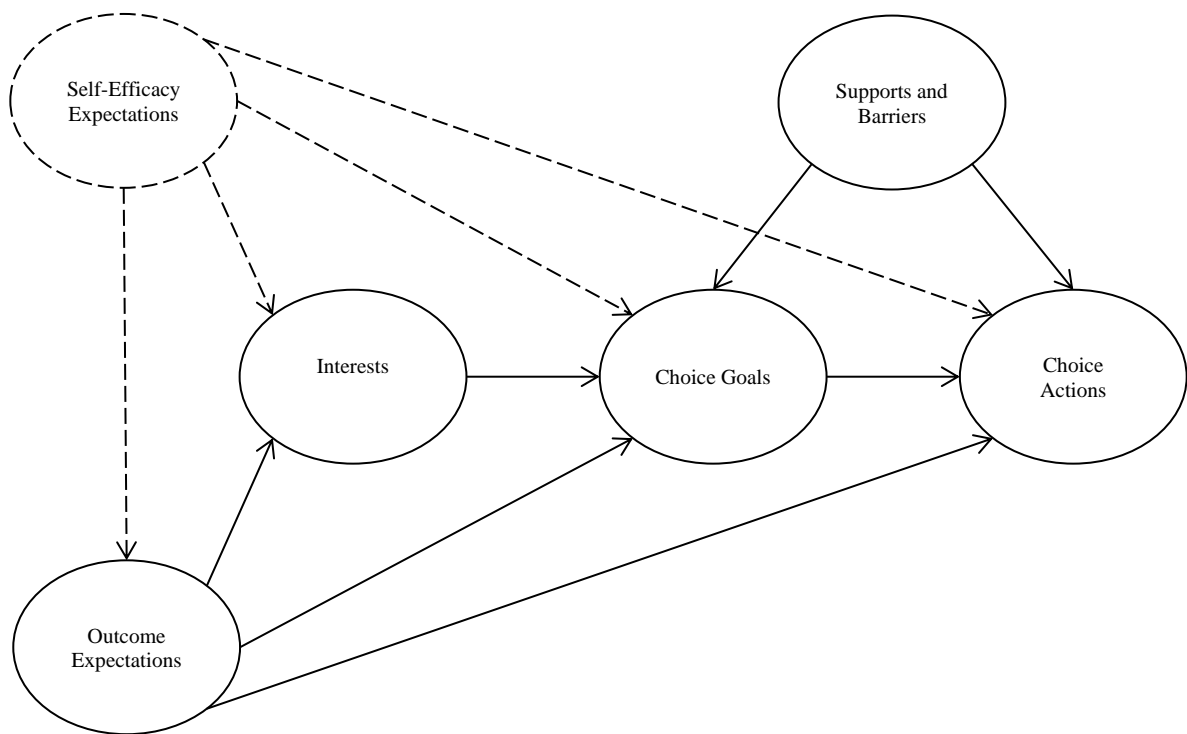 Self-Efficacy
Expectations
Supports and
Barriers
Interests
Choice Goals
Choice
Actions
Outcome
Expectations